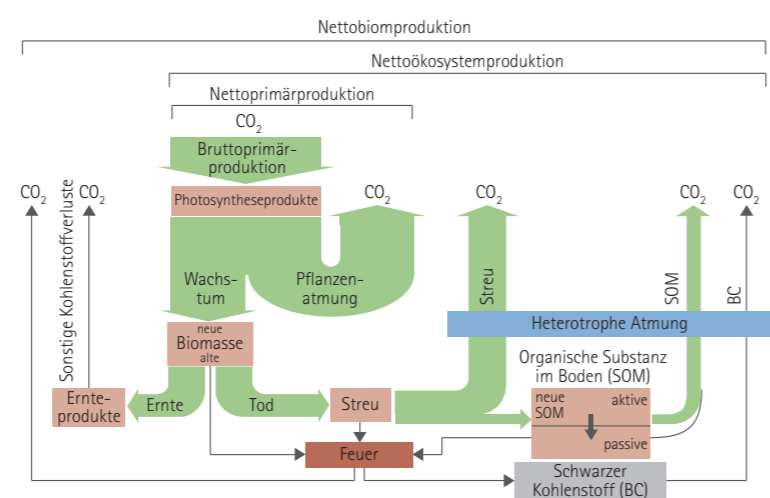 Nettobiomproduktion
Nettoökosystemproduktion
Nettoprimärproduktion
CO2
Bruttoprimär-
produktion
CO2
CO2
CO2
CO2
CO2
CO2
Sonstige Kohlenstoffverluste
Photosyntheseprodukte
Wachs-
tum
Pflanzen-
atmung
Streu
SOM
BC
Heterotrophe Atmung
neue
Biomasse
alte
Organische Substanz
im Boden (SOM)
Ernte-
produkte
Ernte
Tod
Streu
neue
SOM
aktive
passive
Feuer
Schwarzer
Kohlenstoff (BC)